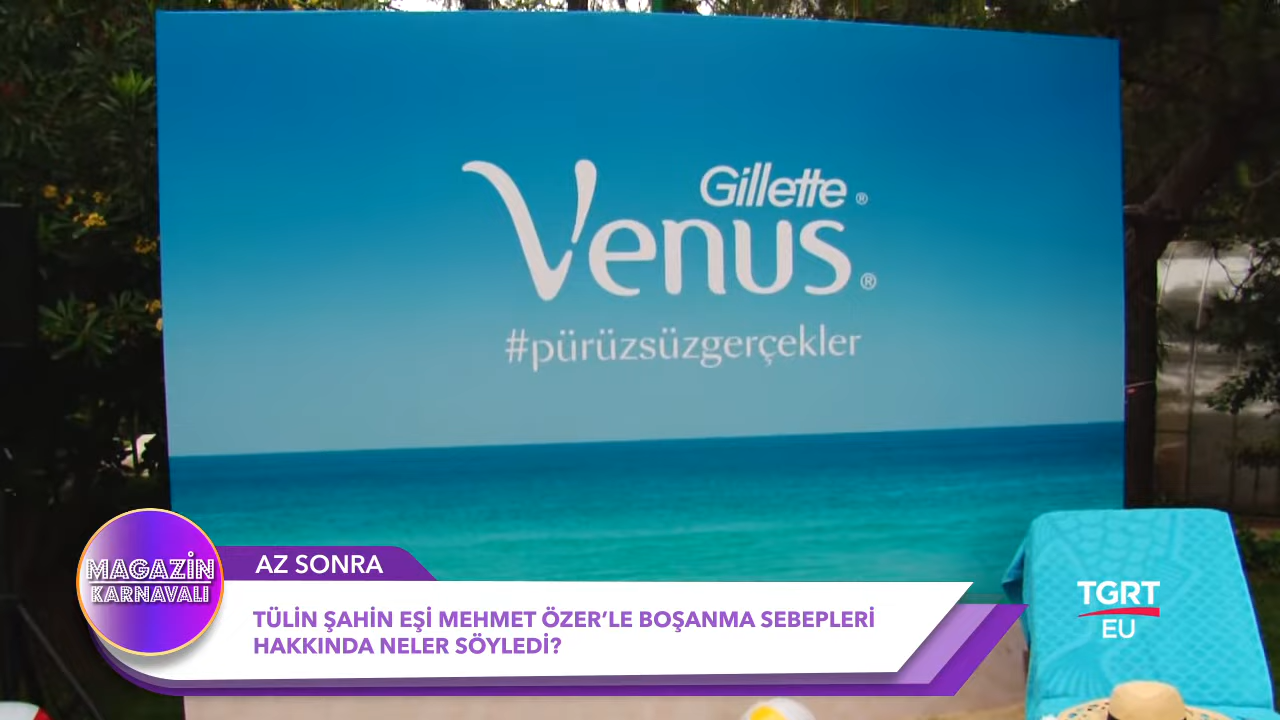 Gillette®
Venus®
#pürüzsüzgerçekler
MAGAZİN
KARNAVALI
AZ SONRA
TÜLİN ŞAHİN EŞİ MEHMET ÖZER’LE BOŞANMA SEBEPLERİ
HAKKINDA NELER SÖYLEDİ?
TGRT
EU